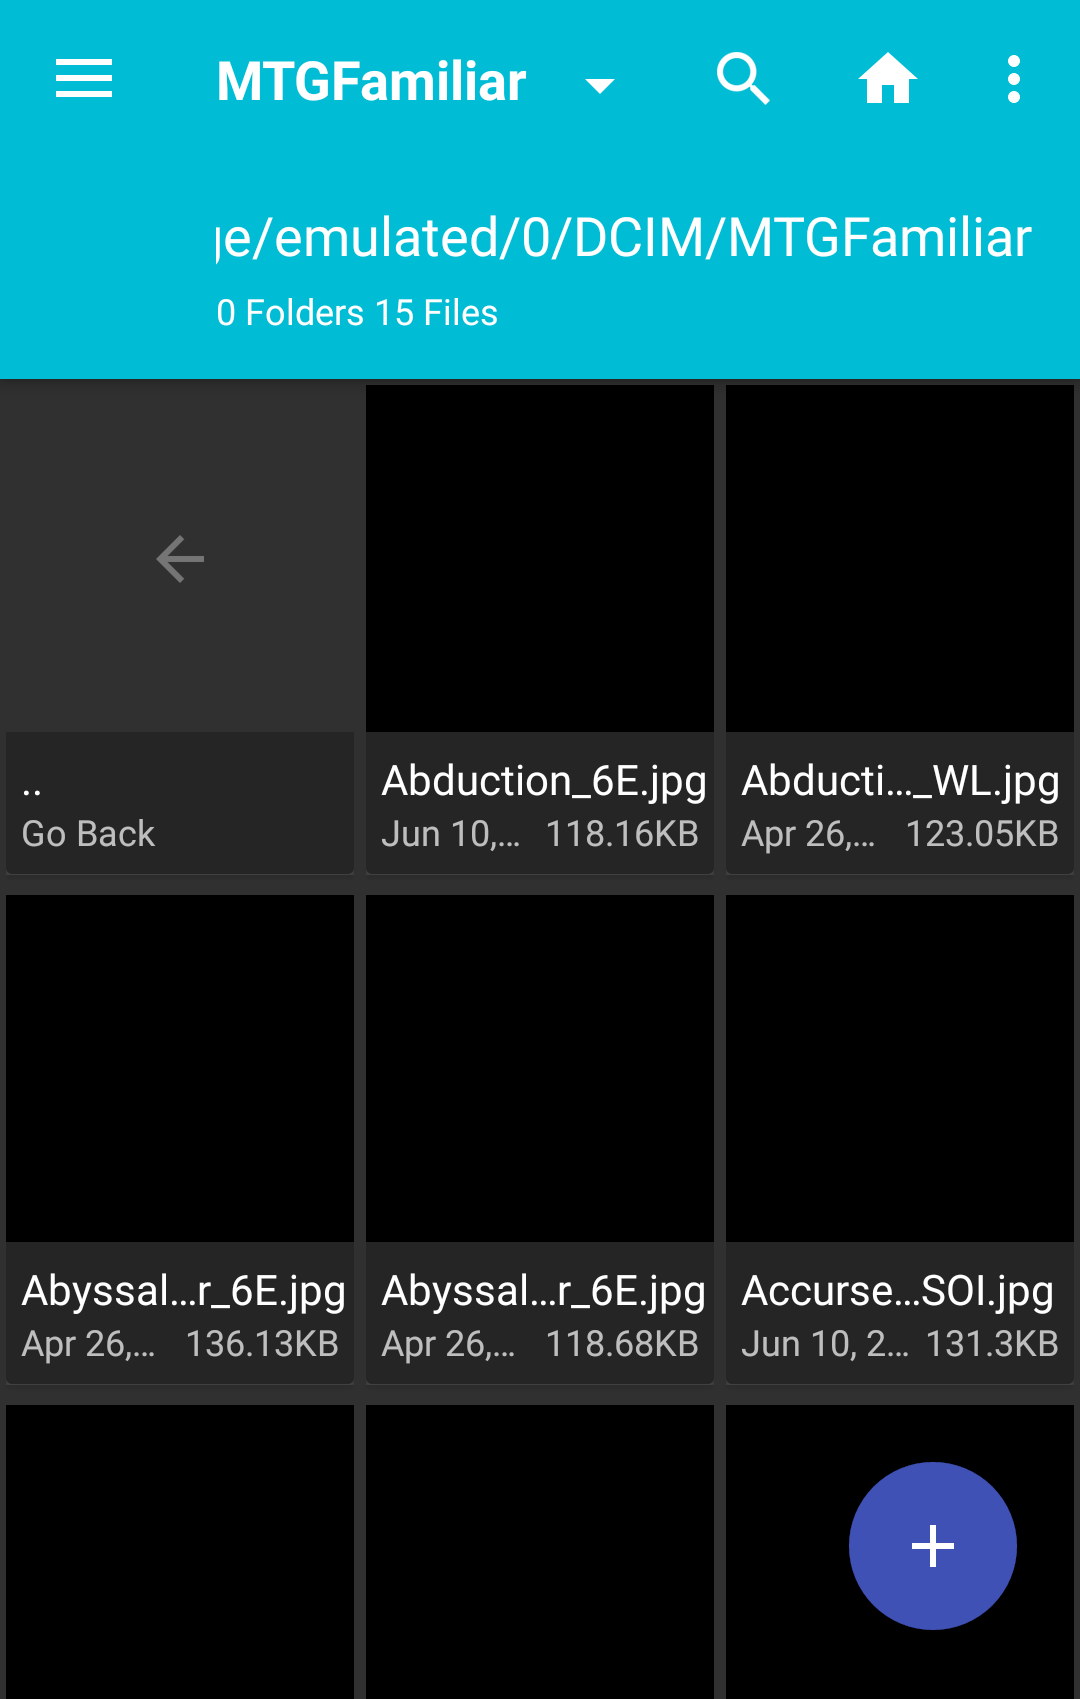 MTGFamiliar
ge/emulated/0/DCIM/MTGFamiliar
0 Folders 15 Files
..
Go Back
Abduction_6E.jpg
Jun 10,... 118.16KB
Abducti..._WL.jpg
Apr 26,... 123.05KB
Abyssal...r_6E.jpg
Apr 26,... 136.13KB
Abyssal...r_6E.jpg
Apr 26,... 118.68KB
Accurse...SOI.jpg
Jun 10, 2... 131.3KB